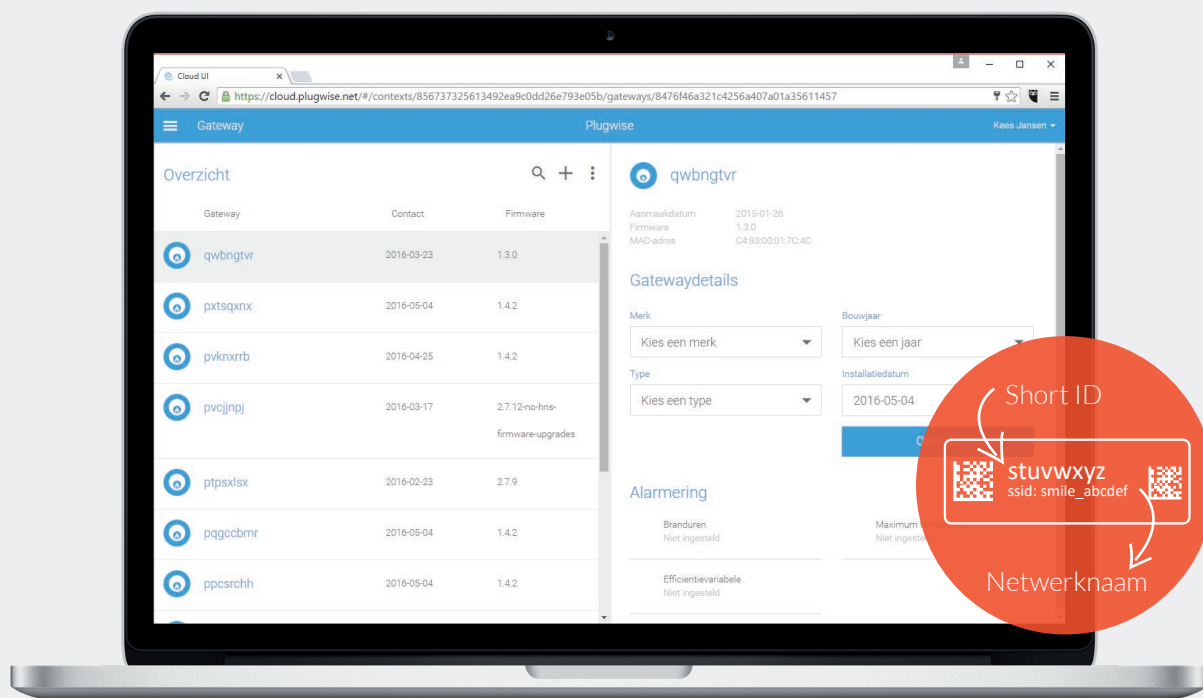 Cloud UI
https://cloud.plugwise.net/#/contexts/856737325613492ea9c0dd26e793e05b/gateways/8476f46a321c4256a407a01a35611457
Gateway Plugwise Kees Jansen
Overzicht
Gateway Contact Firmware
qwbngtvr 2016-03-23 1.3.0
pxtsqxnx 2016-05-04 1.4.2
pvknxrrb 2016-04-25 1.4.2
pvcjjnpj 2016-03-17 2.7.12-no-hns-
firmware-upgrades
ptpsxlsx 2016-02-23 2.7.9
pqgccbmr 2016-05-04 1.4.2
ppcsrchh 2016-05-04 1.4.2
qwbngtvr
Aanmaakdatum 2015-01-26
Firmware 1.3.0
MAC-adres C4:93:00:01:7C:4C
Gatewaydetails
Merk Bouwjaar
Kies een merk Kies een jaar
Type Installatiedatum
Kies een type 2016-05-04
Alarmering
Branduren Maximum
Niet ingesteld Niet ingeste
Efficientievariabele
Niet ingesteld
Short ID
stuvwxyz
ssid: smile_abcdef
Netwerknaam